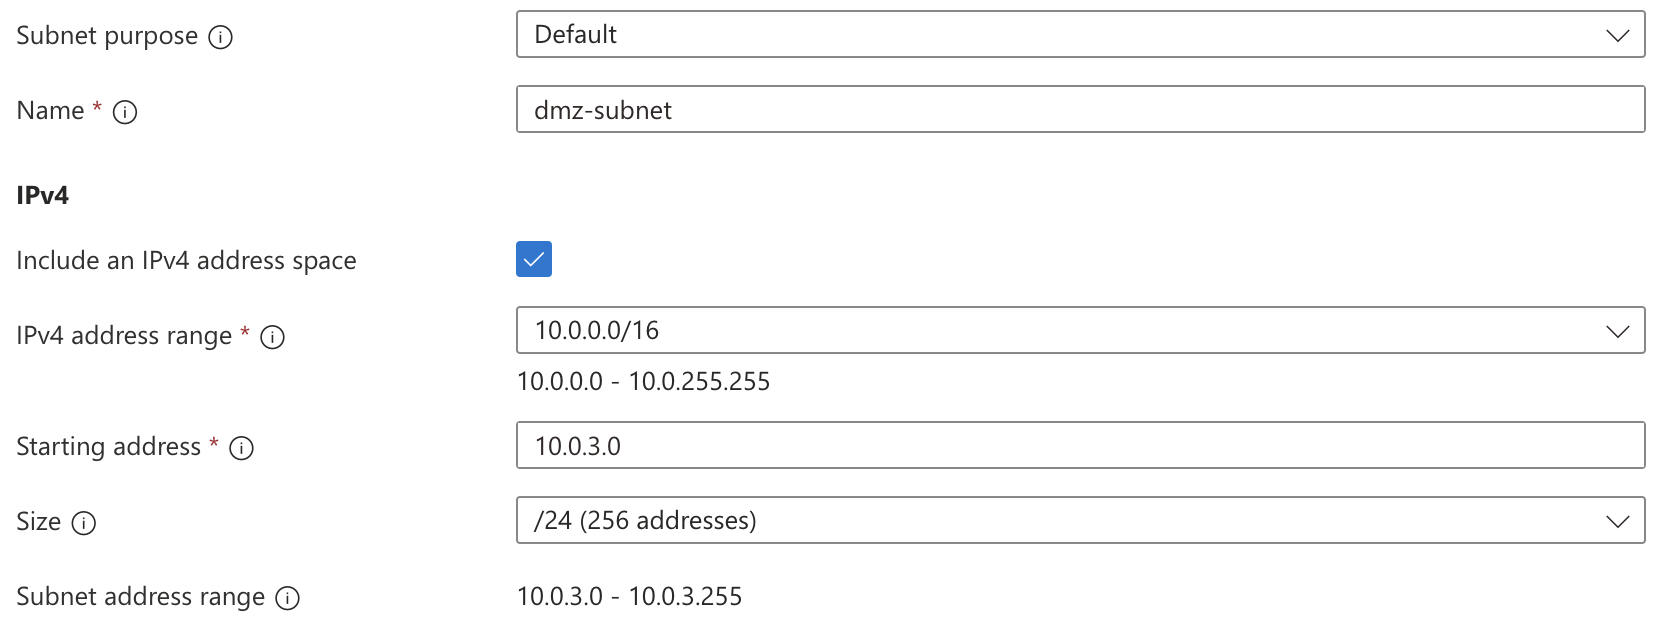 Subnet purpose Default
Name * dmz-subnet
IPv4
Include an IPv4 address space
IPv4 address range * 10.0.0.0/16
10.0.0.0 - 10.0.255.255
Starting address * 10.0.3.0
Size /24 (256 addresses)
Subnet address range 10.0.3.0 - 10.0.3.255